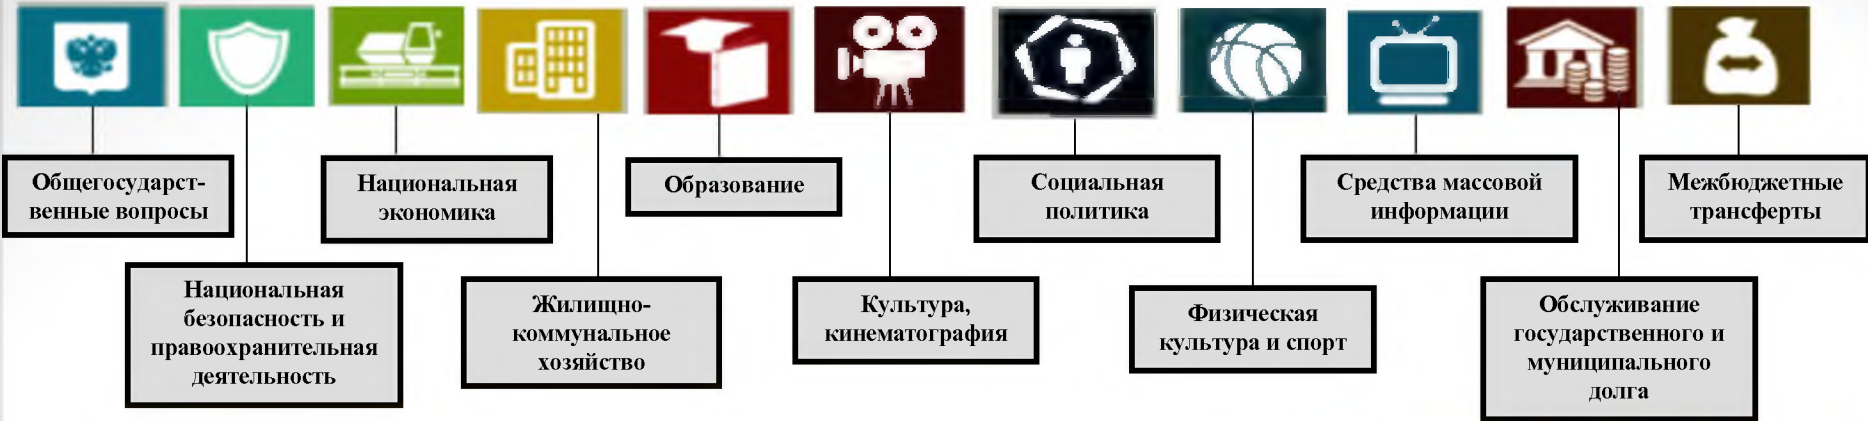 Общегосударст-
венные вопросы
Национальная
безопасность и
правоохранительная
деятельность
Национальная
экономика
Жилищно-
коммунальное
хозяйство
Образование
Культура,
кинематография
Социальная
политика
Физическая
культура и спорт
Средства массовой
информации
Обслуживание
государственного и
муниципального
долга
Межбюджетные
трансферты